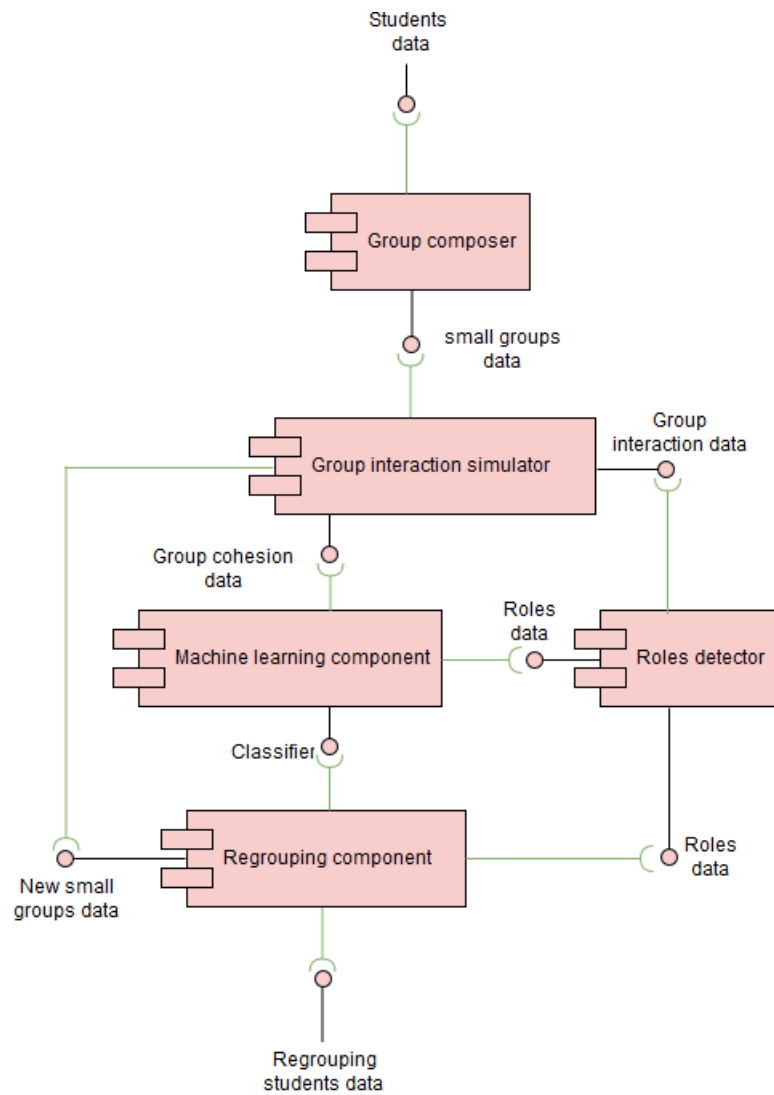 Students
data
Group composer
small groups
data
Group
interaction data
Group interaction simulator
Group cohesion
data
Roles
data
Machine learning component
Roles detector
Classifier
Regrouping component
Roles
data
New small
groups data
Regrouping
students data